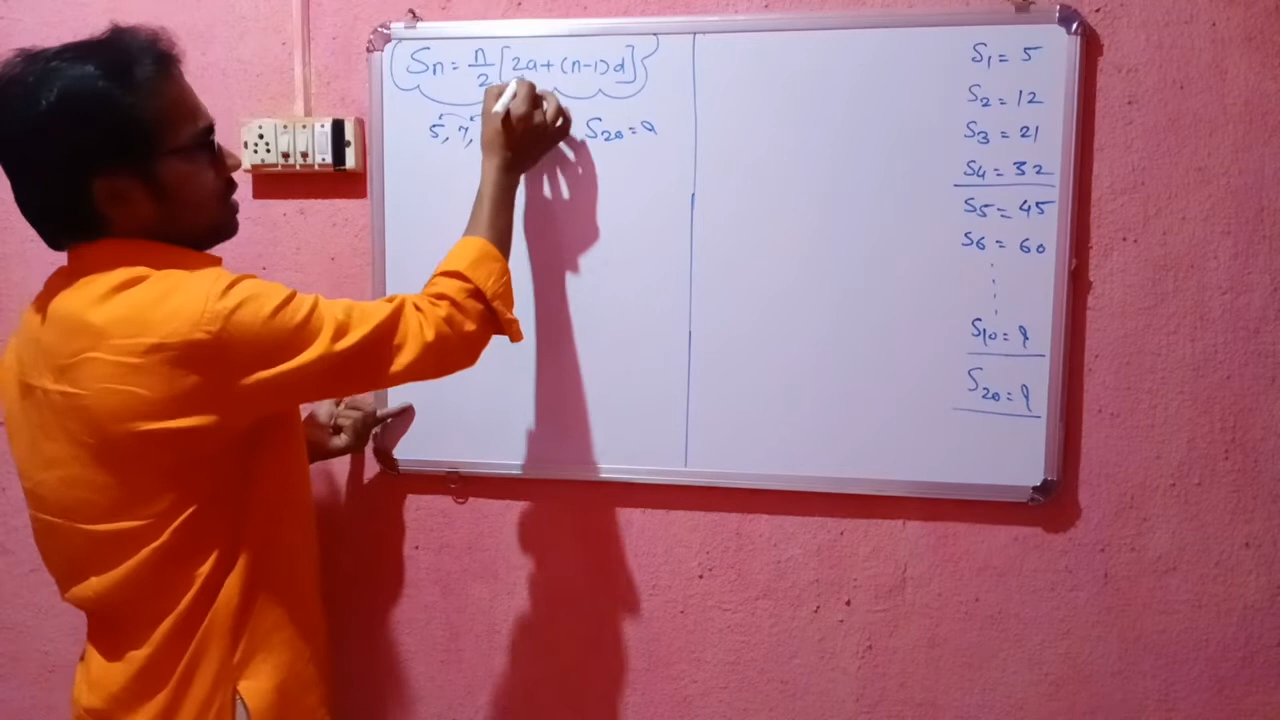 Sn = n/2 [2a + (n-1)d]
5, 7, S20 = ?
S1 = 5
S2 = 12
S3 = 21
S4 = 32
S5 = 45
S6 = 60
S10 = ?
S20 = ?